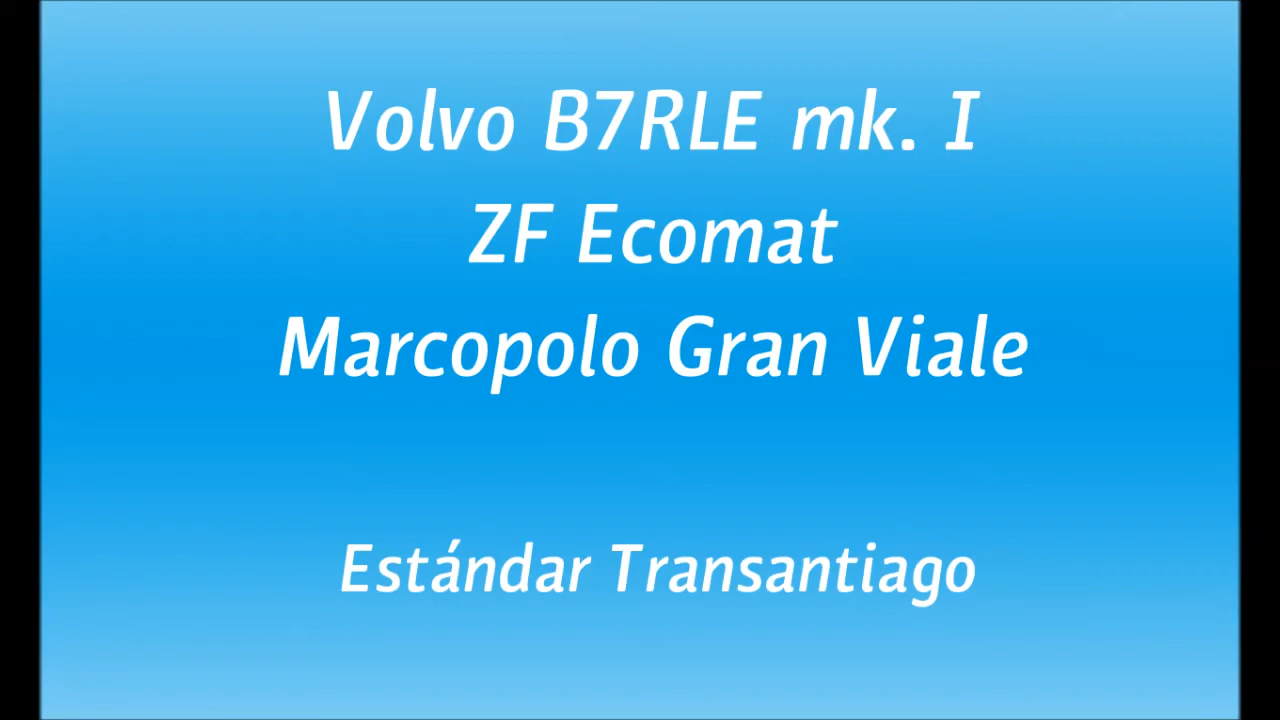 Volvo B7RLE mk. I
ZF Ecomat
Marcopolo Gran Viale
Estándar Transantiago